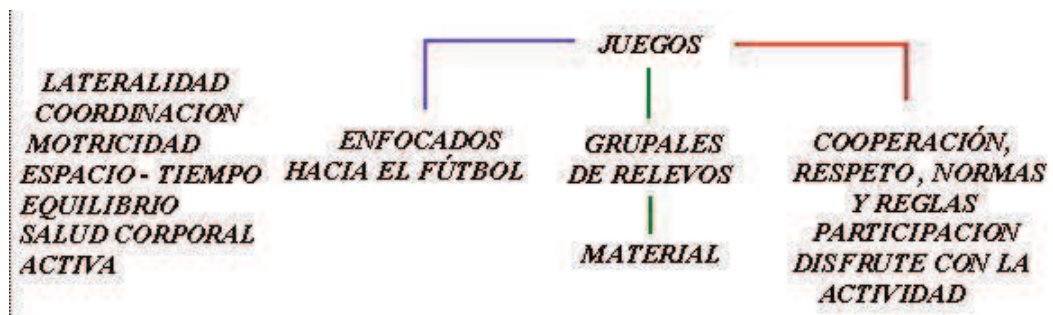 JUEGOS
LATERALIDAD
COORDINACION
MOTRICIDAD
ESPACIO - TIEMPO
EQUILIBRIO
SALUD CORPORAL
ACTIVA
ENFOCADOS
HACIA EL FÚTBOL
GRUPALES
DE RELEVOS
MATERIAL
COOPERACIÓN,
RESPETO , NORMAS
Y REGLAS
PARTICIPACION
DISFRUTE CON LA
ACTIVIDAD